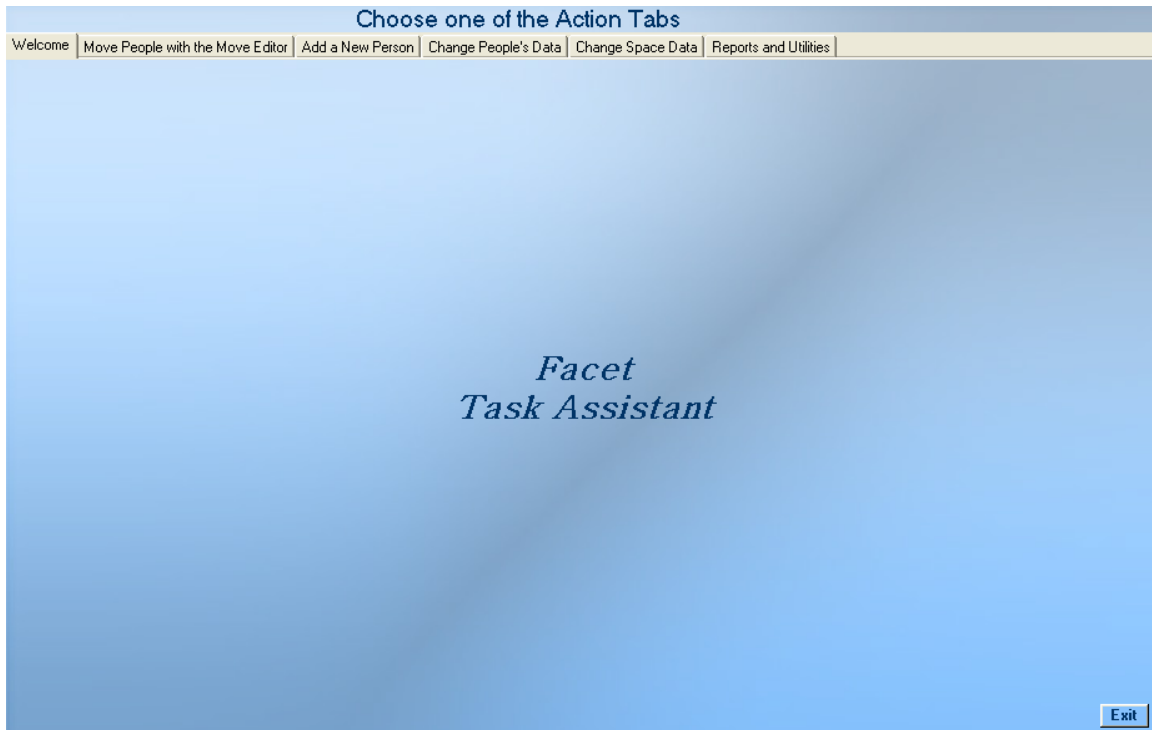 Choose one of the Action Tabs
Welcome Move People with the Move Editor Add a New Person Change People's Data Change Space Data Reports and Utilities
Facet
Task Assistant
Exit